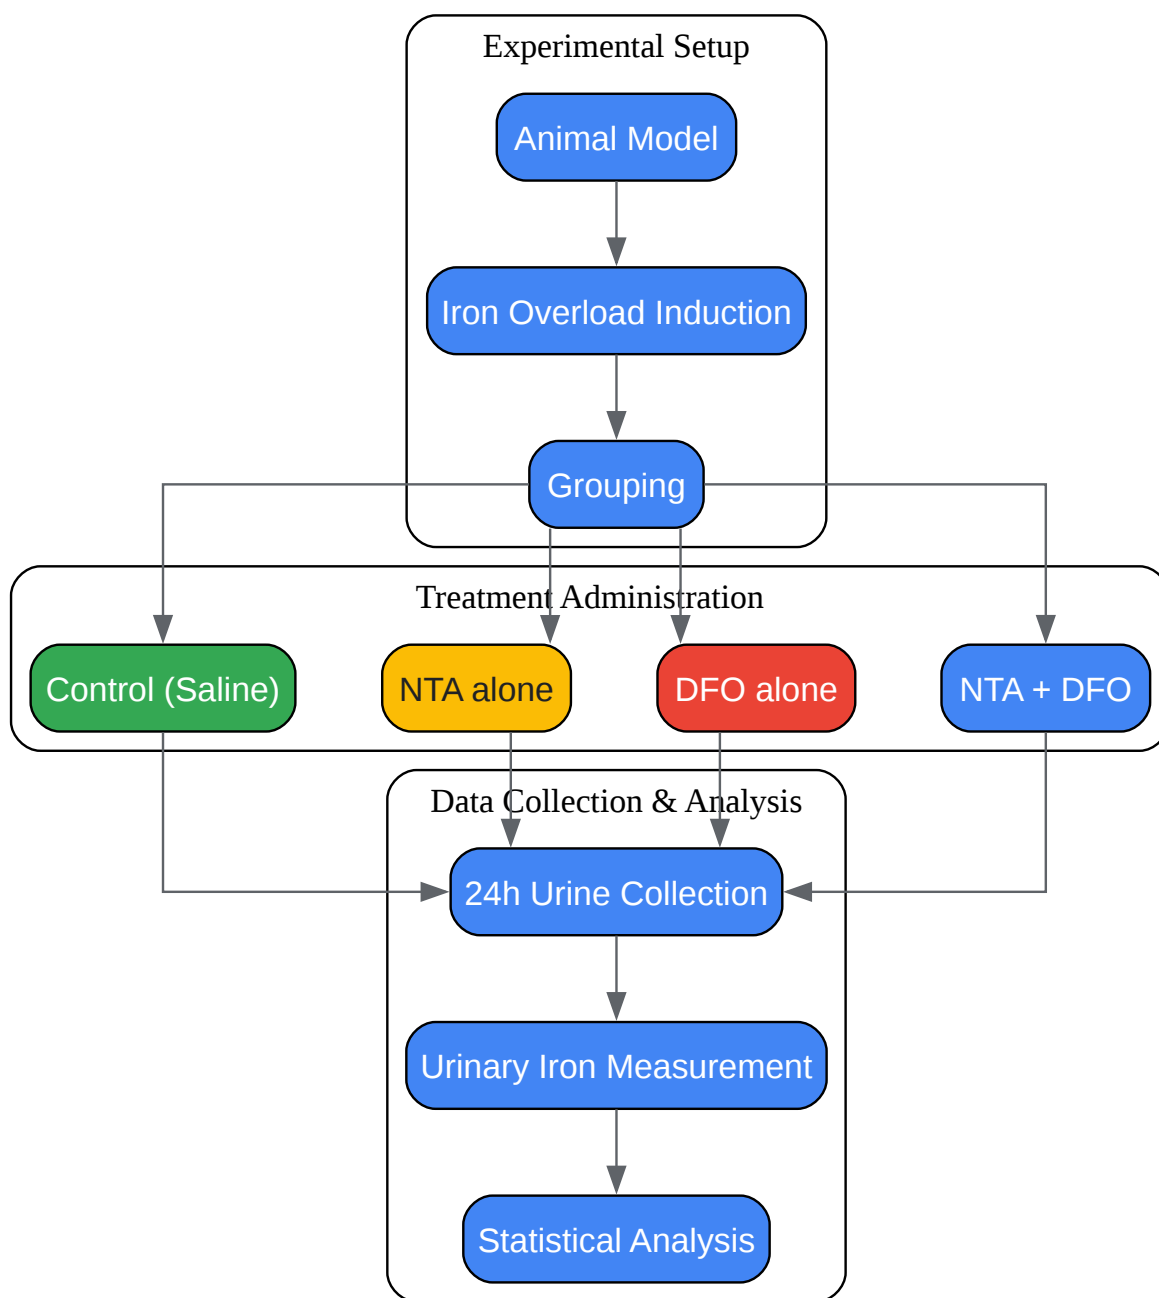 Experimental Setup
Animal Model
Iron Overload Induction
Grouping
Treatment Administration
Control (Saline)
NTA alone
DFO alone
NTA + DFO
Data Collection & Analysis
24h Urine Collection
Urinary Iron Measurement
Statistical Analysis